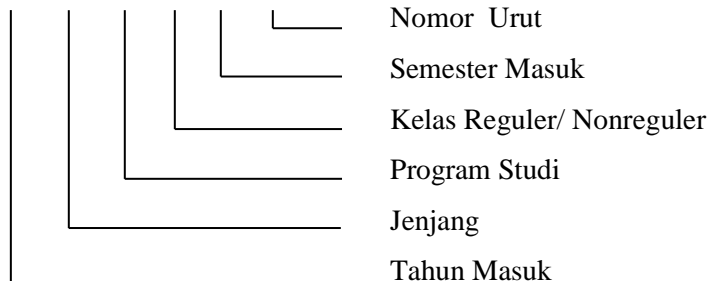 Nomor Urut
Semester Masuk
Kelas Reguler/ Nonreguler
Program Studi
Jenjang
Tahun Masuk